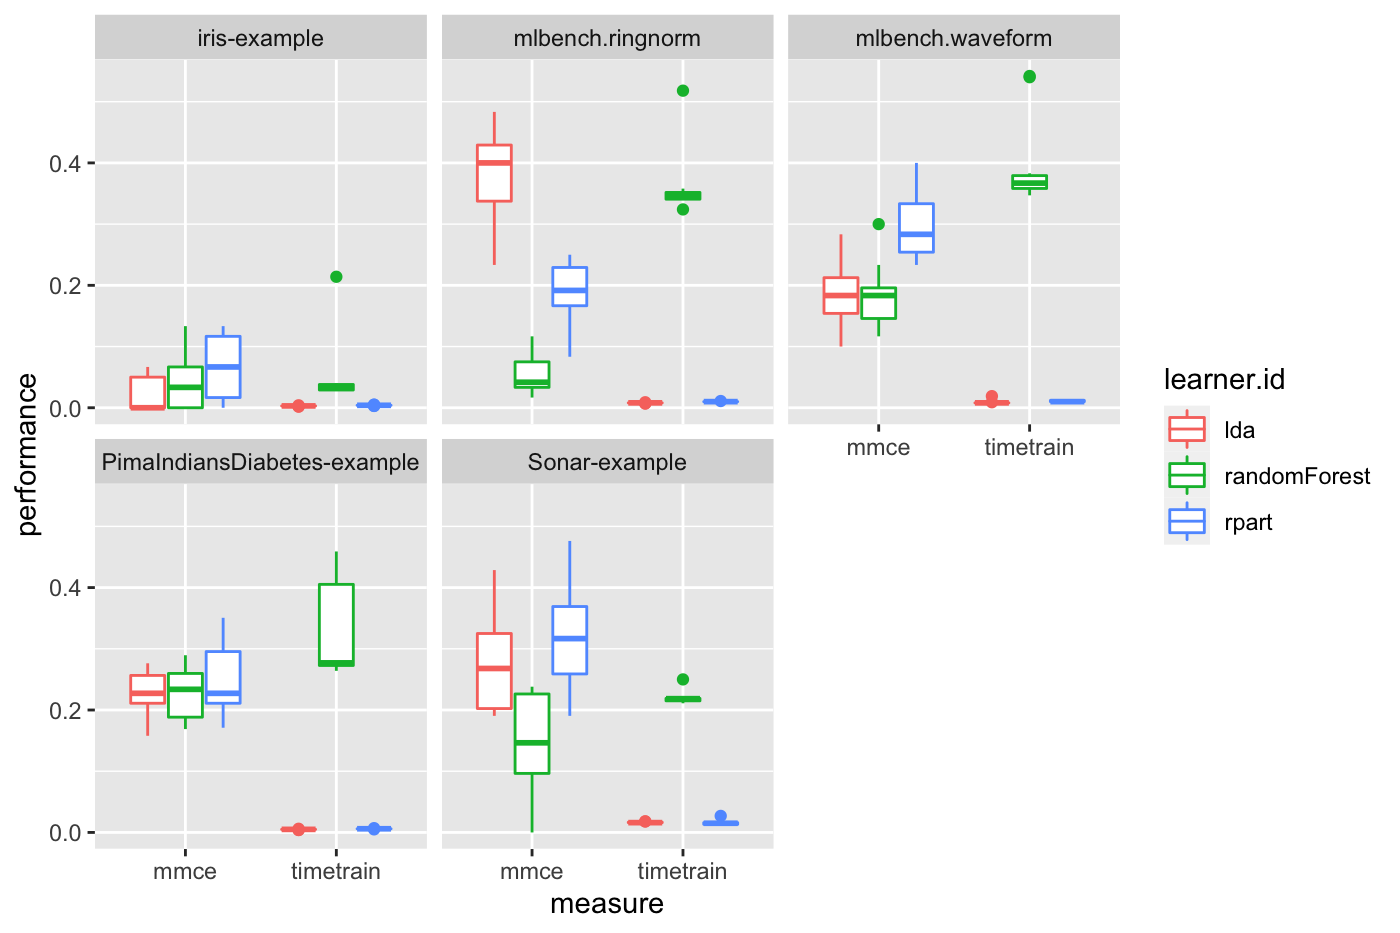 iris-example
mlbench.ringnorm
mlbench.waveform
0.4
0.2
0.0
mmce
timetrain
PimaIndiansDiabetes-example
Sonar-example
0.4
0.2
0.0
mmce
timetrain
mmce
timetrain
measure
performance
learner.id
lda
randomForest
rpart